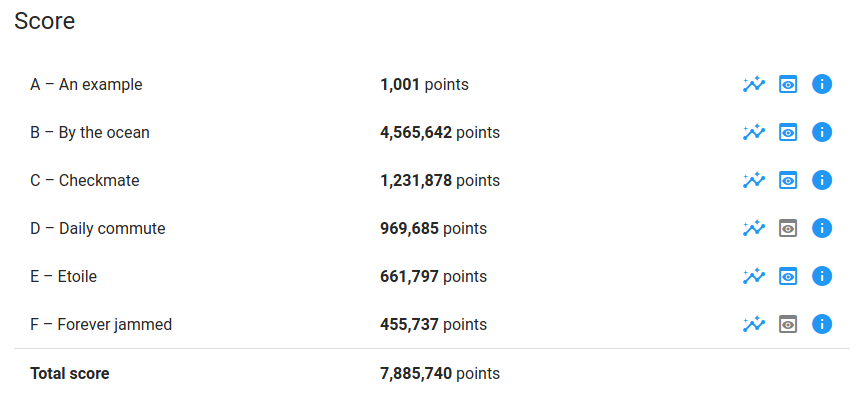 Score
A – An example 1,001 points
B – By the ocean 4,565,642 points
C – Checkmate 1,231,878 points
D – Daily commute 969,685 points
E – Etoile 661,797 points
F – Forever jammed 455,737 points
Total score 7,885,740 points